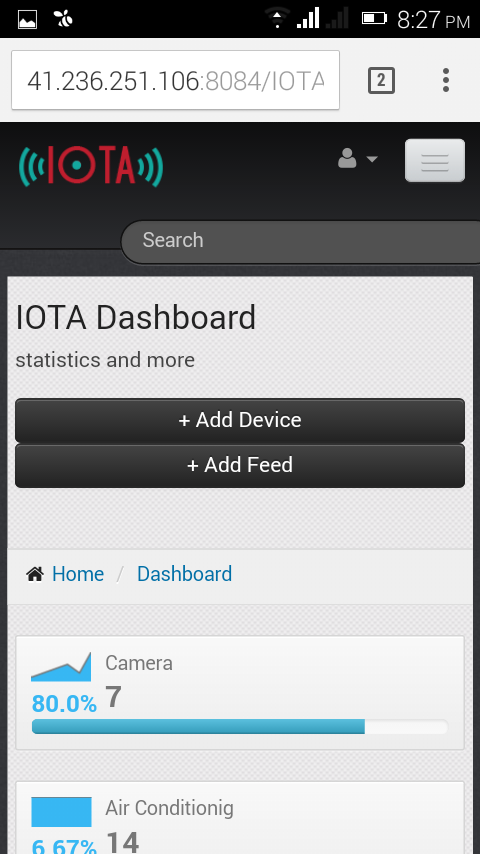 8:27 PM
41.236.251.106:8084/IOTA
2
IOTA
Search
IOTA Dashboard
statistics and more
+ Add Device
+ Add Feed
Home / Dashboard
Camera
80.0% 7
Air Conditionig
6.67% 14